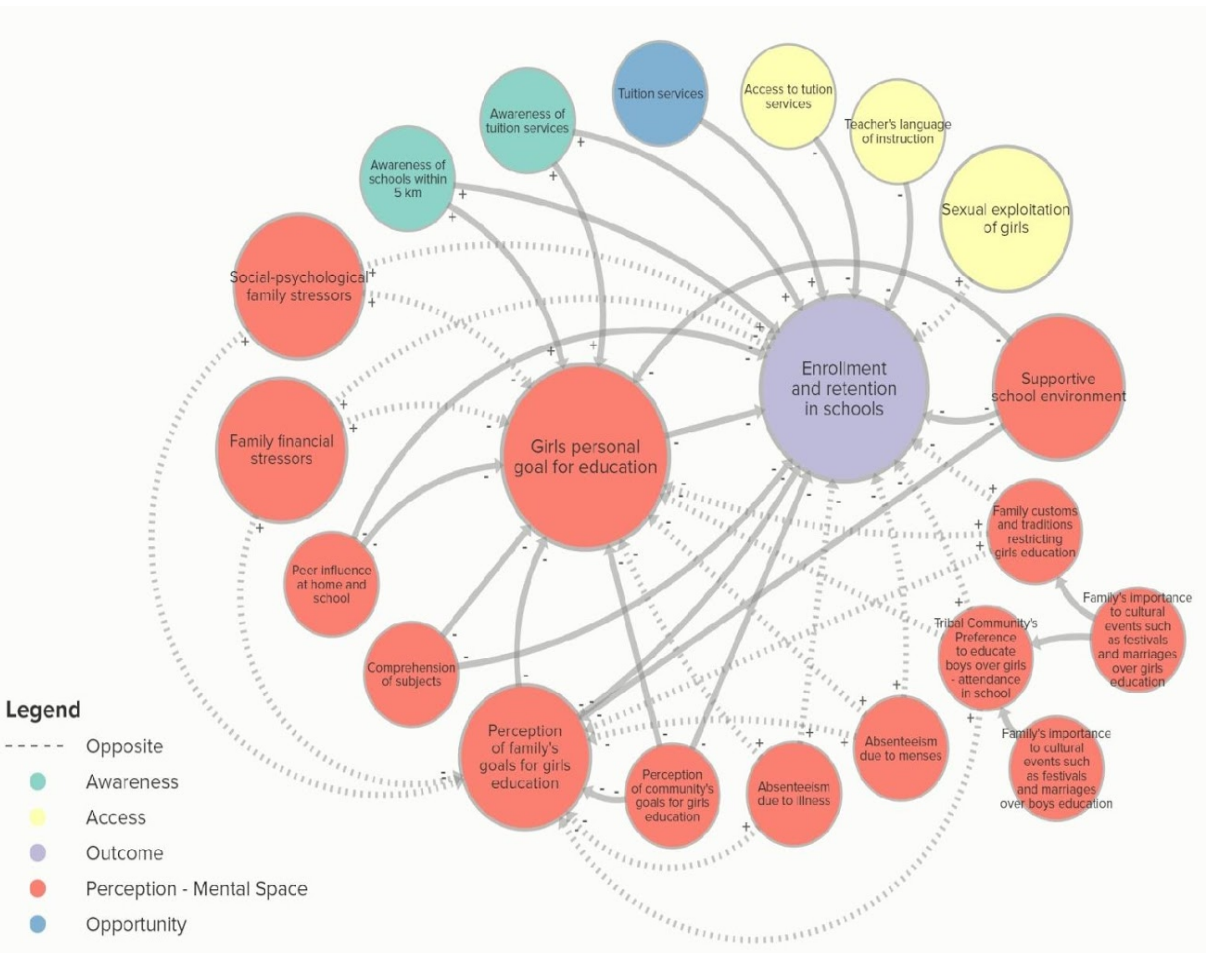 Tuition services
Access to tution
services
Awareness of
tuition services
Teacher's language
of instruction
Awareness of
schools within
5 km
Sexual exploitation
of girls
Social-psychological
family stressors
Enrollment
and retention
in schools
Supportive
school environment
Family financial
stressors
Girls personal
goal for education
Family customs
and traditions
restricting
girls education
Peer influence
at home and
school
Family's importance
to cultural
events such
as festivals
and marriages
over girls
education
Tribal Community's
Preference
to educate
boys over girls
- attendance
in school
Comprehension
of subjects
Perception
of family's
goals for girls
education
Perception
of community's
goals for girls
education
Absenteeism
due to illness
Absenteeism
due to menses
Family's importance
to cultural
events such
as festivals
and marriages
over boys education
Legend
Opposite
Awareness
Access
Outcome
Perception - Mental Space
Opportunity